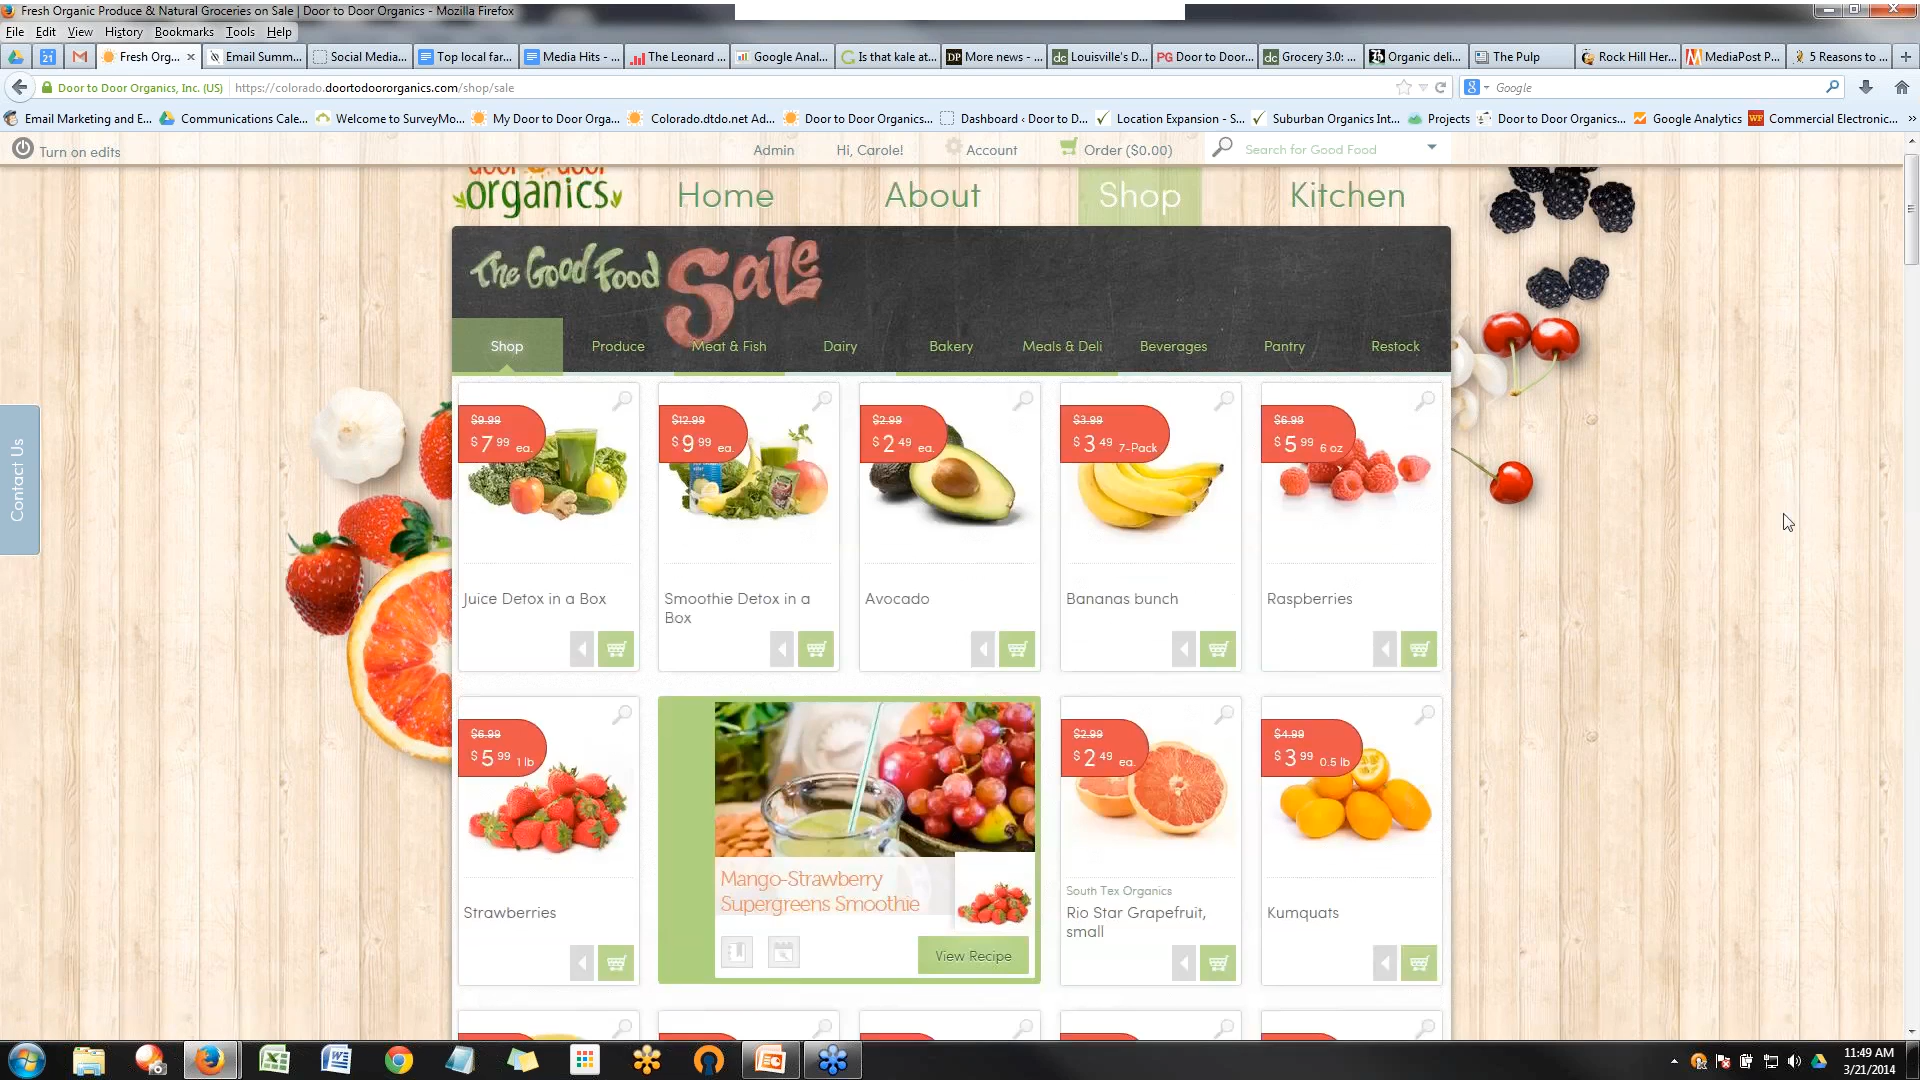 Fresh Organic Produce & Natural Groceries on Sale | Door to Door Organics - Mozilla Firefox
File Edit View History Bookmarks Tools Help
21 Fresh Org... × Email Summ... Social Media... Top local far... Media Hits - ... The Leonard ... Google Anal... Is that kale at... DP More news - ... dc Louisville's D... PG Door to Door... dc Grocery 3.0: ... Organic deli... The Pulp Rock Hill Her... MediaPost P... 5 Reasons to ... +
Door to Door Organics, Inc. (US) https://colorado.doortodoororganics.com/shop/sale Google
Email Marketing and E... Communications Cale... Welcome to SurveyMo... My Door to Door Orga... Colorado.dtdo.net Ad... Door to Door Organics... Dashboard ‹ Door to D... Location Expansion - S... Suburban Organics Int... Projects Door to Door Organics... Google Analytics WF Commercial Electronic... »
Turn on edits Admin Hi, Carole! Account Order ($0.00) Search for Good Food
door to door
organics Home About Shop Kitchen
The Good Food Sale
Shop Produce Meat & Fish Dairy Bakery Meals & Deli Beverages Pantry Restock
Contact Us
$9.99 $12.99 $2.99 $3.99 $6.99
$7.99 ea. $9.99 ea. $2.49 ea. $3.49 7-Pack $5.99 6 oz
Juice Detox in a Box Smoothie Detox in a Avocado Bananas bunch Raspberries
Box
$6.99 $2.99 $4.99
$5.99 1 lb $2.49 ea. $3.99 0.5 lb
Mango-Strawberry
Supergreens Smoothie
South Tex Organics
Strawberries Rio Star Grapefruit, Kumquats
small
View Recipe
11:49 AM
3/21/2014